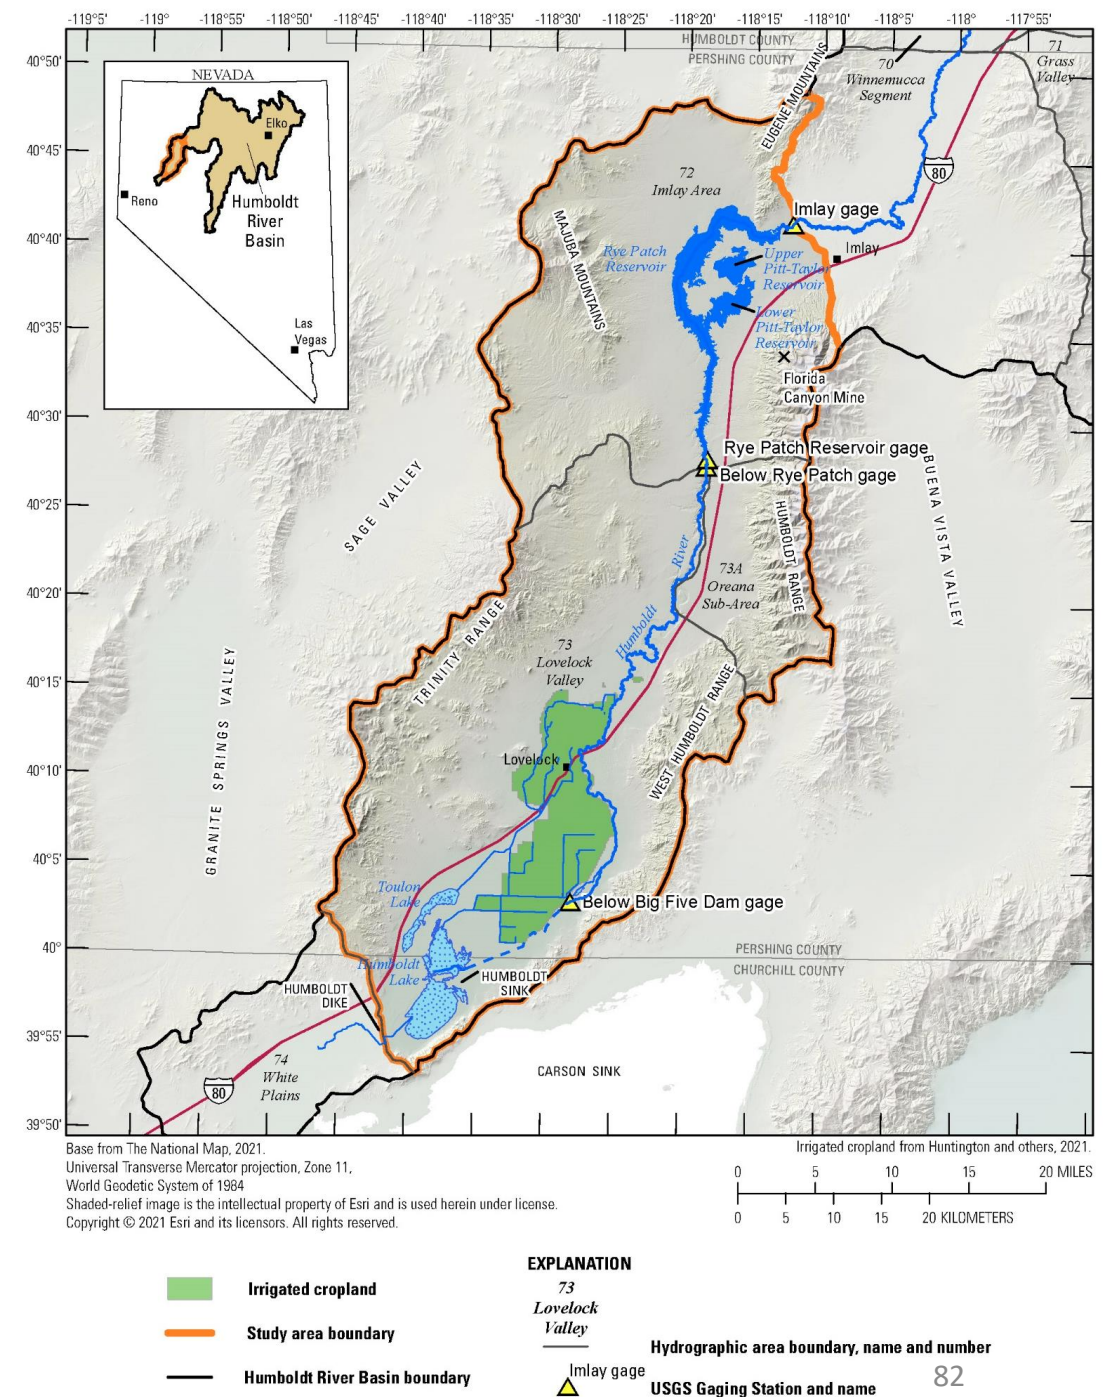 -119°5' -119° -118°55' -118°50' -118°45' -118°40' -118°35' -118°30' -118°25' -118°20' -118°15' -118°10' -118°5' -118° -117°55'
40°50'
40°45'
40°40'
40°35'
40°30'
40°25'
40°20'
40°15'
40°10'
40°5'
40°
39°55'
39°50'
NEVADA
Elko
Reno
Humboldt
River
Basin
Las
Vegas
HUMBOLDT COUNTY
PERSHING COUNTY
EUGENE MOUNTAINS
70
Winnemucca
Segment
71
Grass
Valley
80
72
Imlay Area
Imlay gage
Imlay
MAJUBA MOUNTAINS
Rye Patch
Reservoir
Upper
Pitt-Taylor
Reservoir
Lower
Pitt-Taylor
Reservoir
Florida
Canyon Mine
Rye Patch Reservoir gage
Below Rye Patch gage
BUENA VISTA VALLEY
SAGE VALLEY
HUMBOLDT RANGE
River
Humboldt
73A
Oreana
Sub-Area
TRINITY RANGE
73
Lovelock
Valley
WEST HUMBOLDT RANGE
GRANITE SPRINGS VALLEY
Lovelock
Toulon
Lake
Below Big Five Dam gage
PERSHING COUNTY
CHURCHILL COUNTY
Humboldt
Lake
HUMBOLDT
SINK
HUMBOLDT
DIKE
74
White
Plains
80
CARSON SINK
Base from The National Map, 2021.
Universal Transverse Mercator projection, Zone 11,
World Geodetic System of 1984
Shaded-relief image is the intellectual property of Esri and is used herein under license.
Copyright © 2021 Esri and its licensors. All rights reserved.
Irrigated cropland from Huntington and others, 2021.
0 5 10 15 20 MILES
0 5 10 15 20 KILOMETERS
EXPLANATION
Irrigated cropland
Study area boundary
Humboldt River Basin boundary
73
Lovelock
Valley
Hydrographic area boundary, name and number
Imlay gage
USGS Gaging Station and name
82